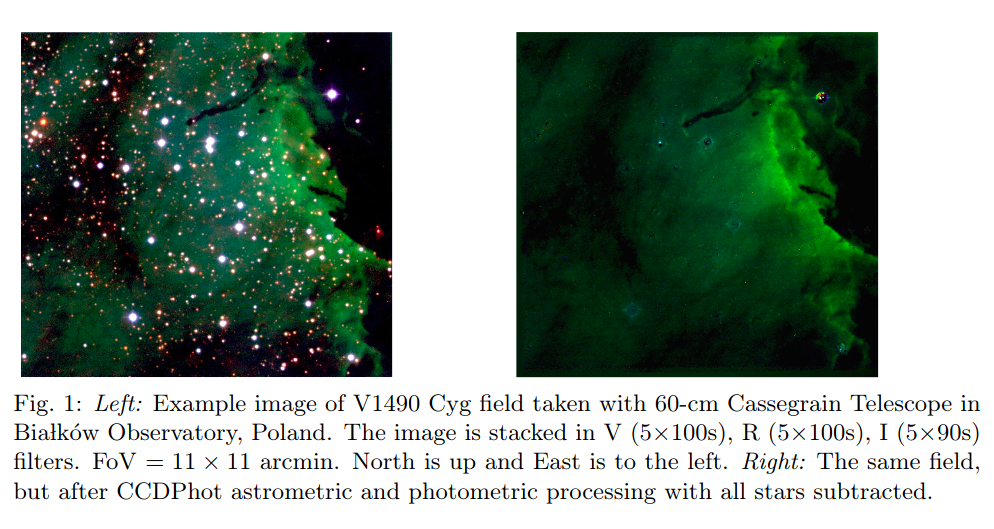 Fig. 1: Left: Example image of V1490 Cyg field taken with 60-cm Cassegrain Telescope in
Białków Observatory, Poland. The image is stacked in V (5×100s), R (5×100s), I (5×90s)
filters. FoV = 11 × 11 arcmin. North is up and East is to the left. Right: The same field,
but after CCDPhot astrometric and photometric processing with all stars subtracted.